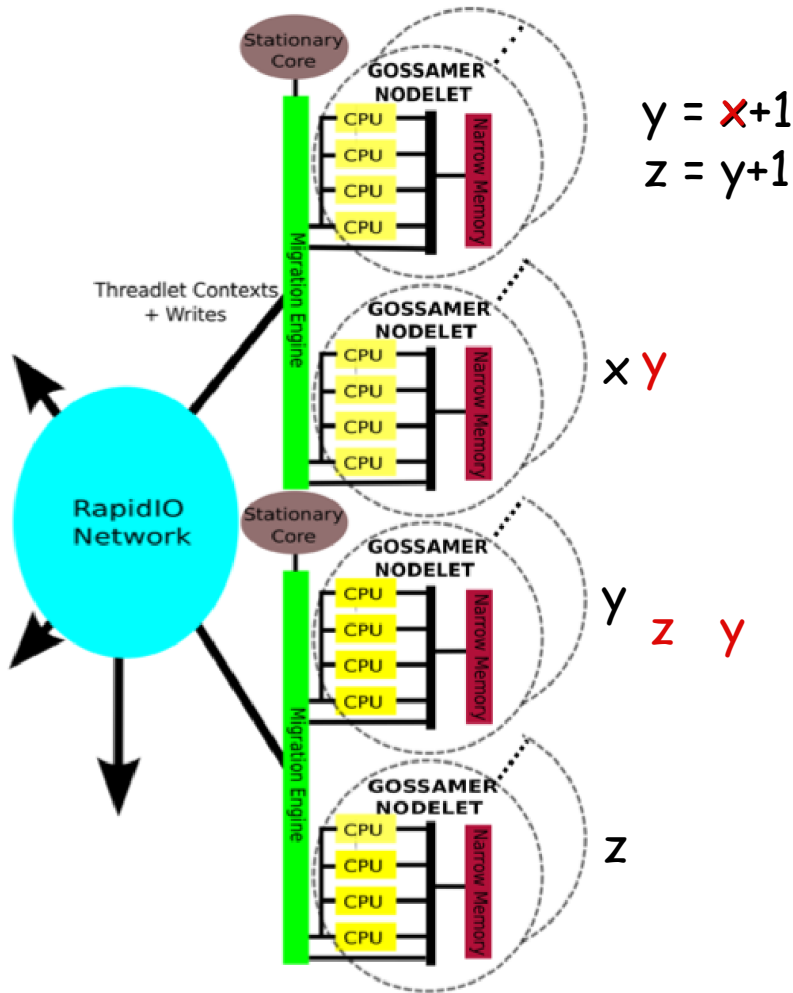 Stationary
Core
GOSSAMER
NODELET
CPU
CPU
CPU
CPU
Narrow Memory
Migration Engine
y = x+1
z = y+1
Threadlet Contexts
+ Writes
GOSSAMER
NODELET
CPU
CPU
CPU
CPU
Narrow Memory
x y
RapidIO
Network
Stationary
Core
GOSSAMER
NODELET
CPU
CPU
CPU
CPU
Narrow Memory
Migration Engine
y
z y
GOSSAMER
NODELET
CPU
CPU
CPU
CPU
Narrow Memory
z